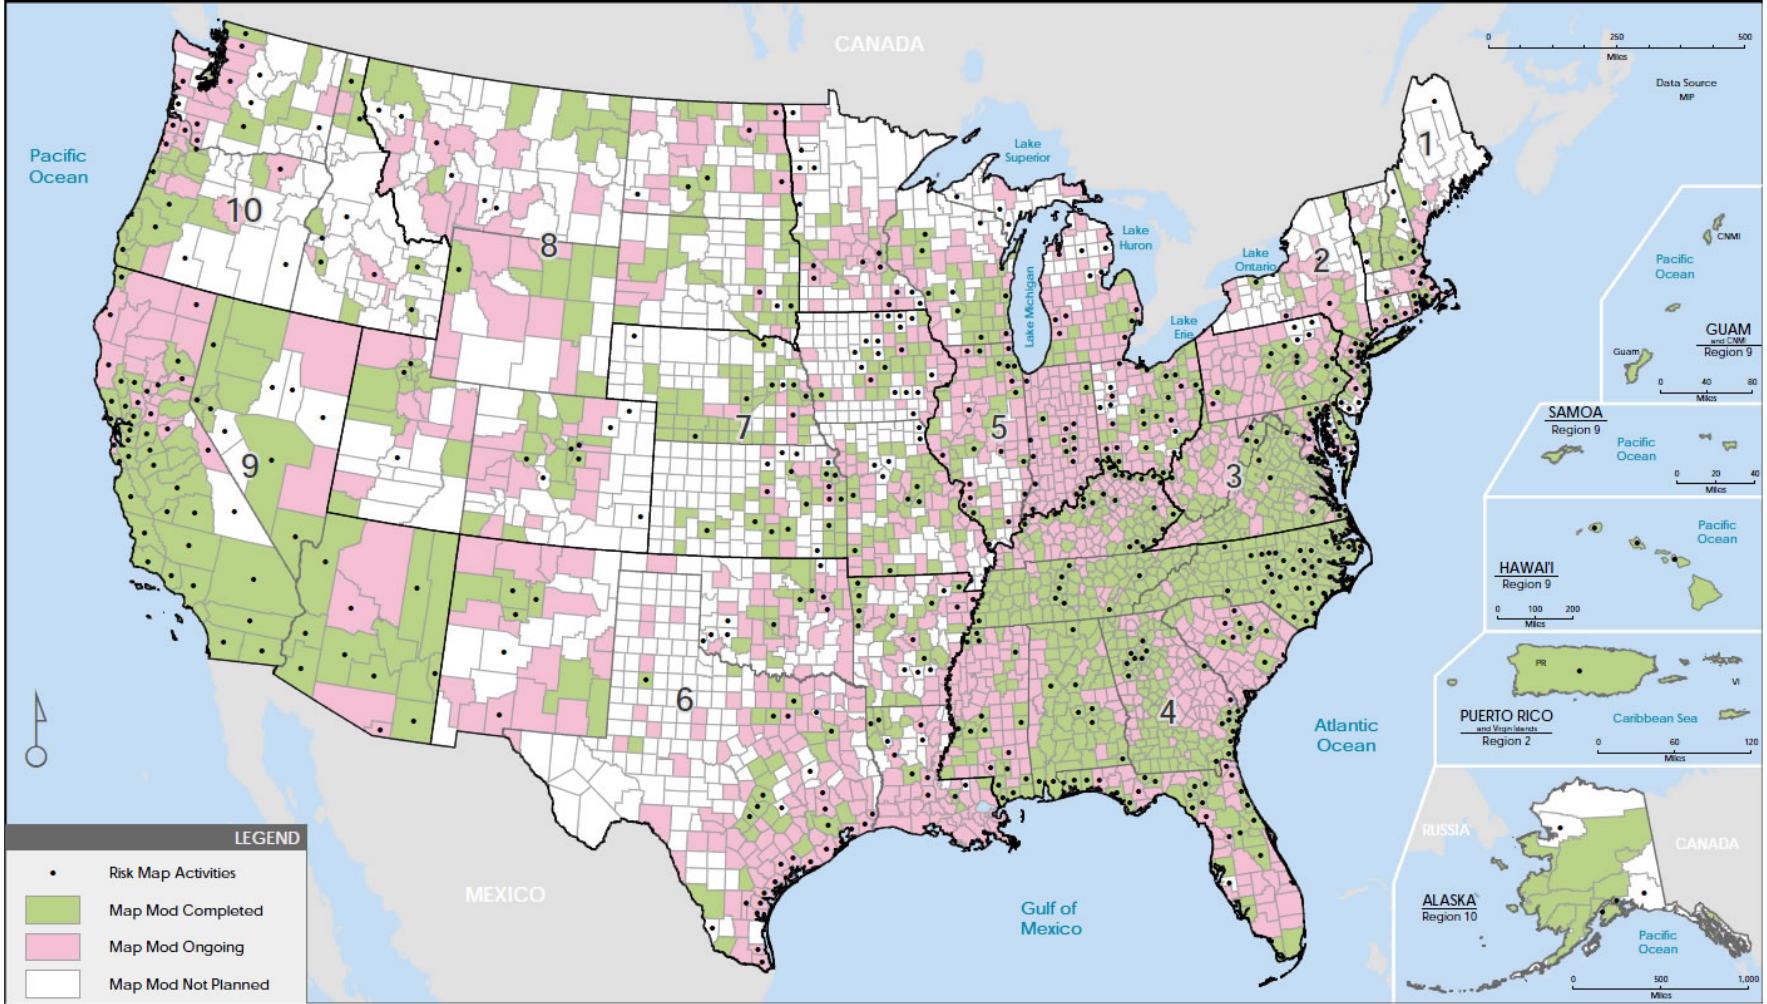 CANADA
0 250 500
Miles
Data Source
MIP
Pacific
Ocean
Lake
Superior
Lake
Huron
Lake
Ontario
Lake
Erie
Lake Michigan
1
2
3
4
5
6
7
8
9
10
CNMI
Pacific
Ocean
GUAM
and CNMI
Region 9
Guam
0 40 80
Miles
SAMOA
Region 9
Pacific
Ocean
0 20 40
Miles
Pacific
Ocean
HAWAI'I
Region 9
0 100 200
Miles
PR
VI
PUERTO RICO
and Virgin Islands
Region 2
Caribbean Sea
0 60 120
Miles
Atlantic
Ocean
Gulf of
Mexico
MEXICO
RUSSIA
CANADA
ALASKA
Region 10
Pacific
Ocean
0 500 1,000
Miles
LEGEND
Risk Map Activities
Map Mod Completed
Map Mod Ongoing
Map Mod Not Planned